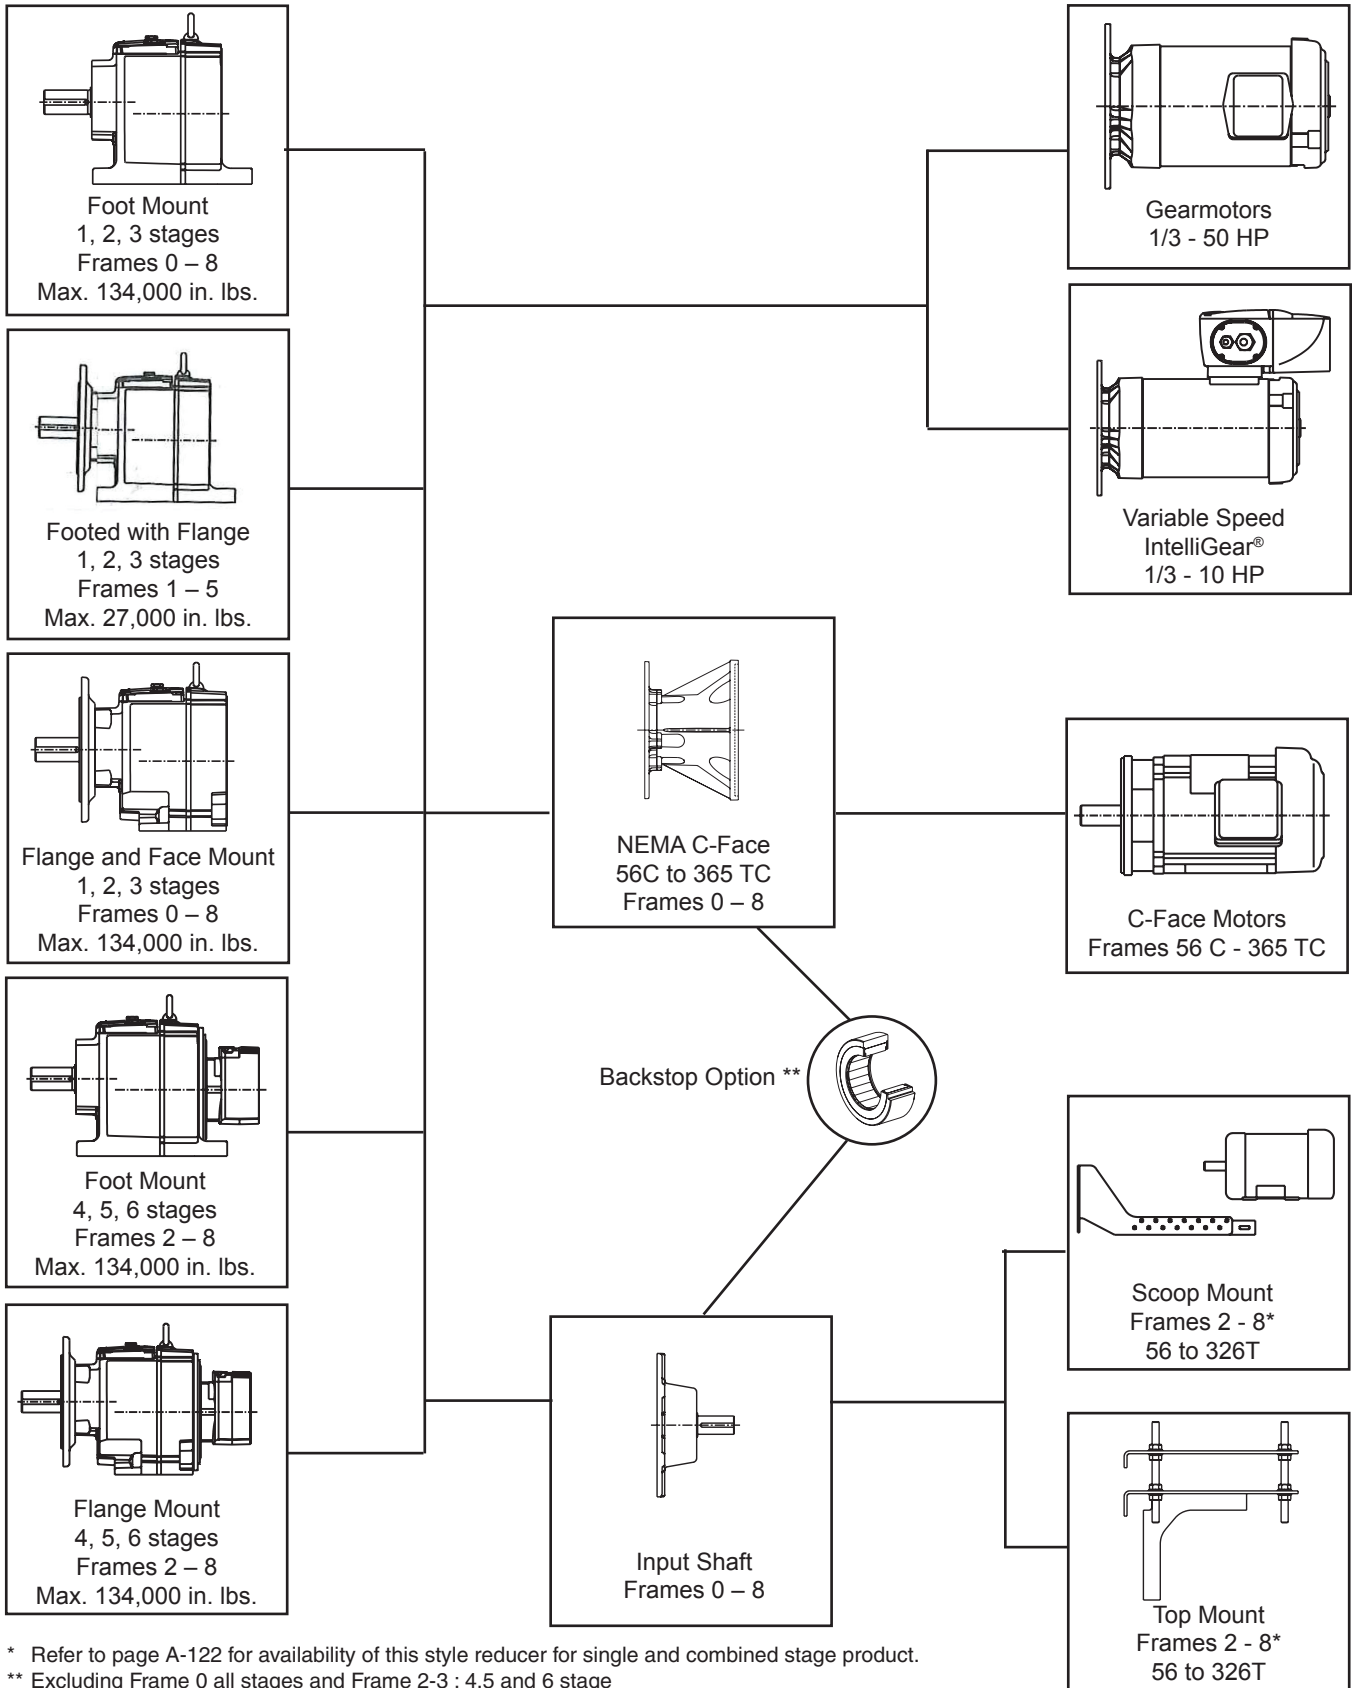 Foot Mount
1, 2, 3 stages
Frames 0 – 8
Max. 134,000 in. lbs.
Footed with Flange
1, 2, 3 stages
Frames 1 – 5
Max. 27,000 in. lbs.
Flange and Face Mount
1, 2, 3 stages
Frames 0 – 8
Max. 134,000 in. lbs.
Foot Mount
4, 5, 6 stages
Frames 2 – 8
Max. 134,000 in. lbs.
Flange Mount
4, 5, 6 stages
Frames 2 – 8
Max. 134,000 in. lbs.
NEMA C-Face
56C to 365 TC
Frames 0 – 8
Backstop Option **
Input Shaft
Frames 0 – 8
Gearmotors
1/3 - 50 HP
Variable Speed
IntelliGear®
1/3 - 10 HP
C-Face Motors
Frames 56 C - 365 TC
Scoop Mount
Frames 2 - 8*
56 to 326T
Top Mount
Frames 2 - 8*
56 to 326T
* Refer to page A-122 for availability of this style reducer for single and combined stage product.
** Excluding Frame 0 all stages and Frame 2-3 : 4,5 and 6 stage